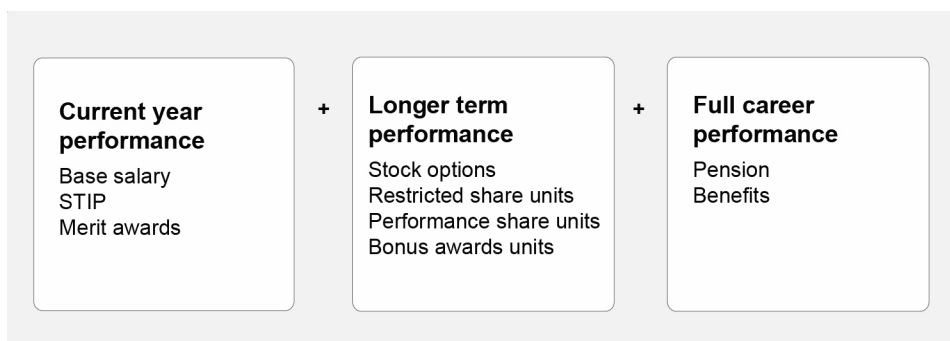 Current year
performance
Base salary
STIP
Merit awards
+
Longer term
performance
Stock options
Restricted share units
Performance share units
Bonus awards units
+
Full career
performance
Pension
Benefits